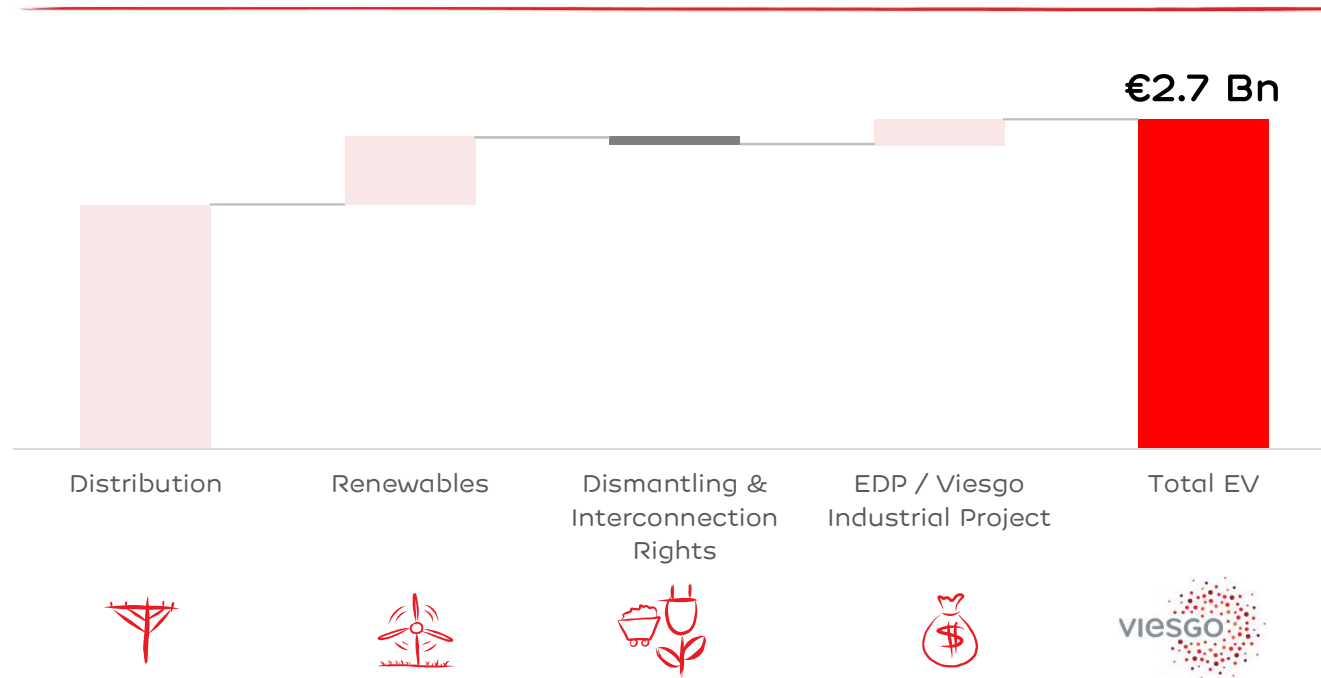 €2.7 Bn
Distribution
Renewables
Dismantling &
Interconnection
Rights
EDP / Viesgo
Industrial Project
Total EV
$
viesgo